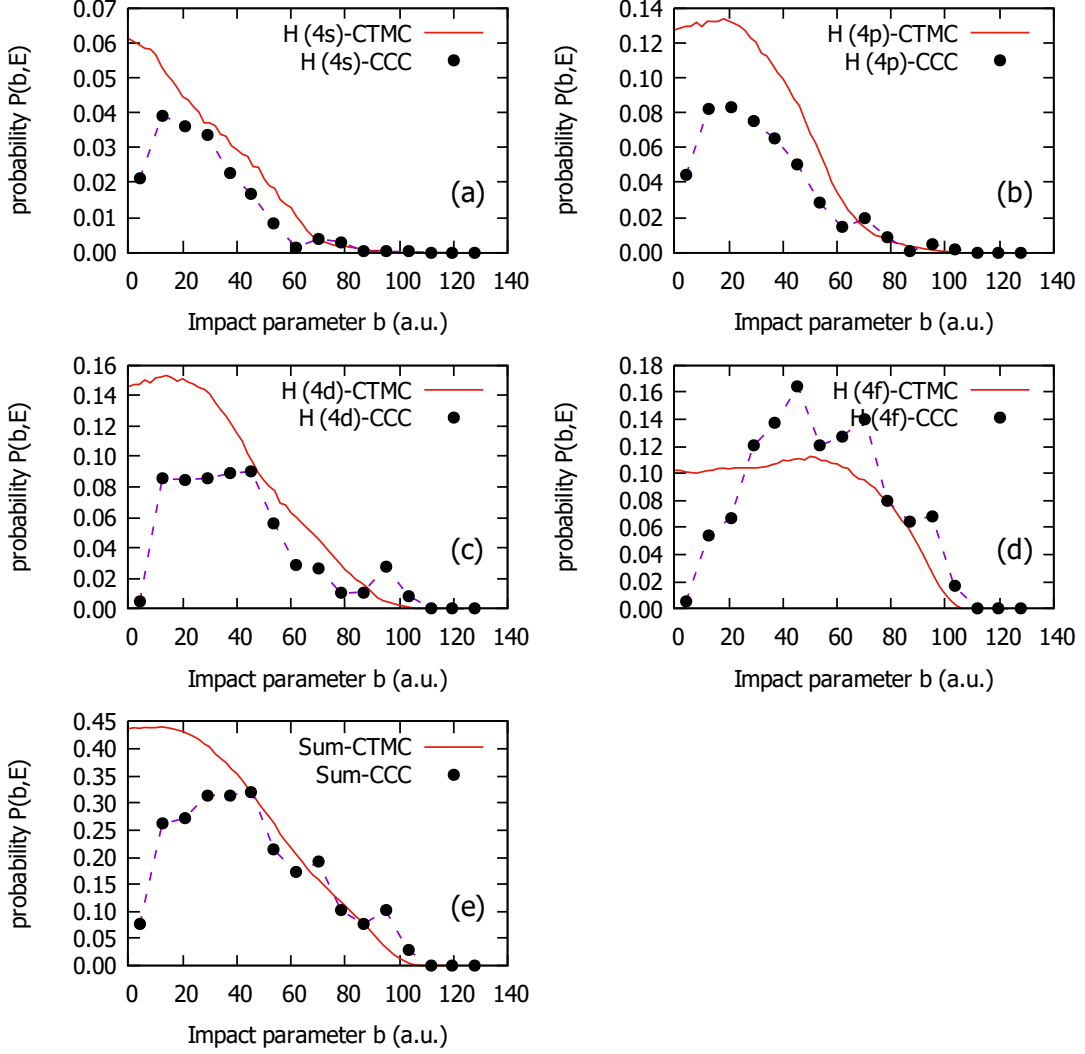 0.07
0.06
0.05
0.04
0.03
0.02
0.01
0.00
probability P(b,E)
H (4s)-CTMC
H (4s)-CCC
(a)
0 20 40 60 80 100 120 140
Impact parameter b (a.u.)
0.14
0.12
0.10
0.08
0.06
0.04
0.02
0.00
probability P(b,E)
H (4p)-CTMC
H (4p)-CCC
(b)
0 20 40 60 80 100 120 140
Impact parameter b (a.u.)
0.16
0.14
0.12
0.10
0.08
0.06
0.04
0.02
0.00
probability P(b,E)
H (4d)-CTMC
H (4d)-CCC
(c)
0 20 40 60 80 100 120 140
Impact parameter b (a.u.)
0.18
0.16
0.14
0.12
0.10
0.08
0.06
0.04
0.02
0.00
probability P(b,E)
H (4f)-CTMC
H (4f)-CCC
(d)
0 20 40 60 80 100 120 140
Impact parameter b (a.u.)
0.45
0.40
0.35
0.30
0.25
0.20
0.15
0.10
0.05
0.00
probability P(b,E)
Sum-CTMC
Sum-CCC
(e)
0 20 40 60 80 100 120 140
Impact parameter b (a.u.)